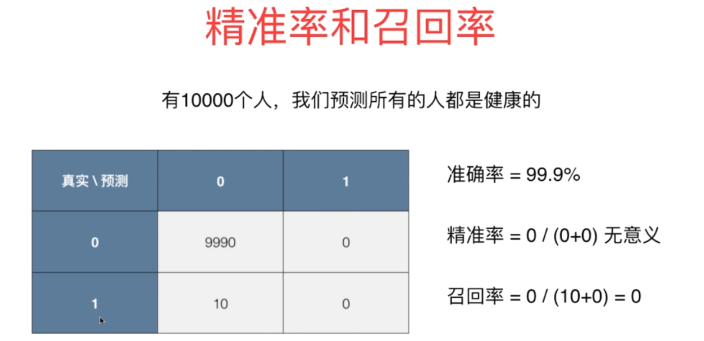 精准率和召回率
有10000个人，我们预测所有的人都是健康的
真实 \ 预测 0 1
0 9990 0
1 10 0
准确率 = 99.9%
精准率 = 0 / (0+0) 无意义
召回率 = 0 / (10+0) = 0